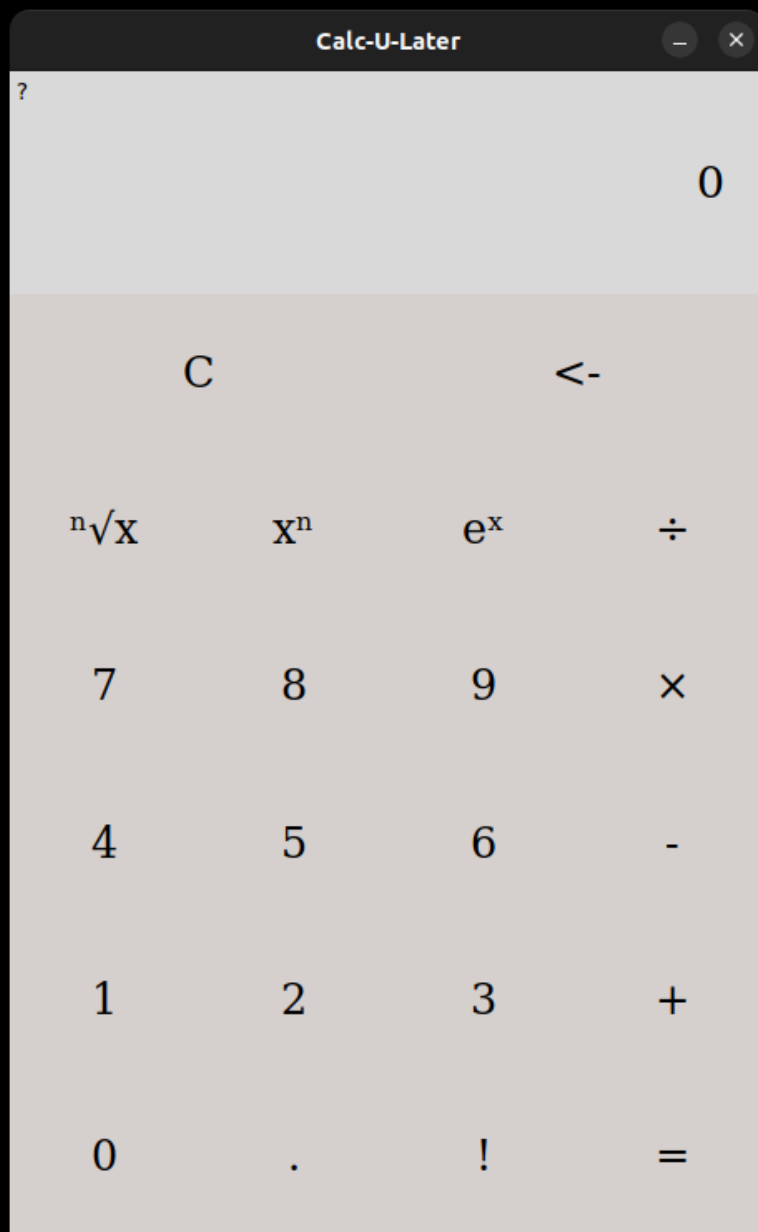 Calc-U-Later
?
0
C <-
ⁿ√x xⁿ eˣ ÷
7 8 9 ×
4 5 6 -
1 2 3 +
0 . ! =